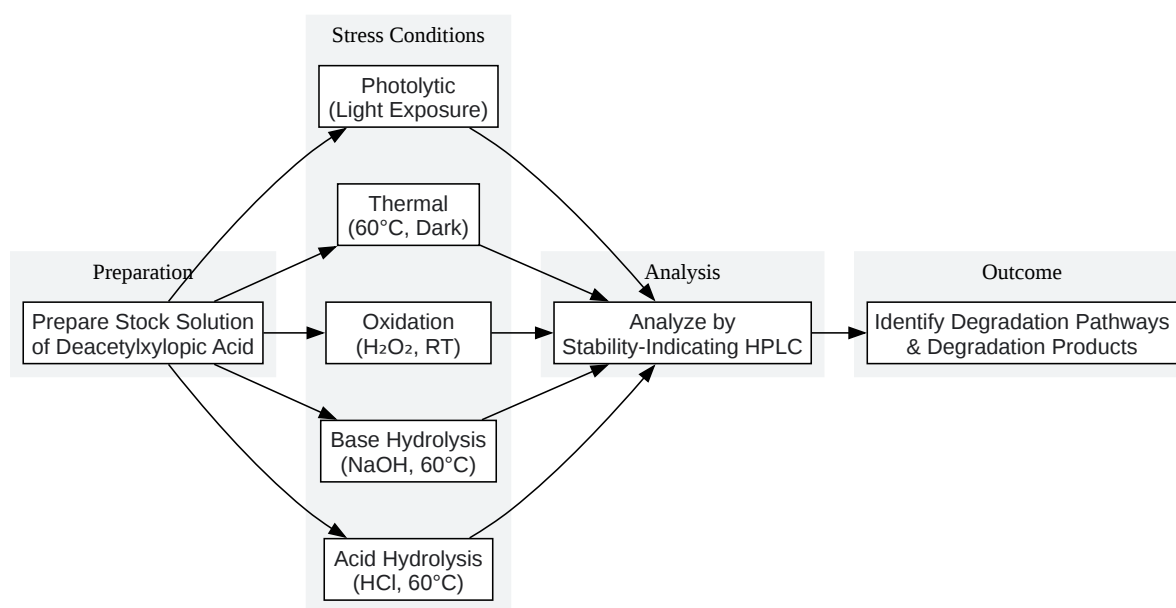 Stress Conditions
Photolytic
(Light Exposure)
Thermal
(60°C, Dark)
Preparation
Prepare Stock Solution
of Deacetylxylopic Acid
Oxidation
(H₂O₂, RT)
Base Hydrolysis
(NaOH, 60°C)
Acid Hydrolysis
(HCl, 60°C)
Analysis
Analyze by
Stability-Indicating HPLC
Outcome
Identify Degradation Pathways
& Degradation Products